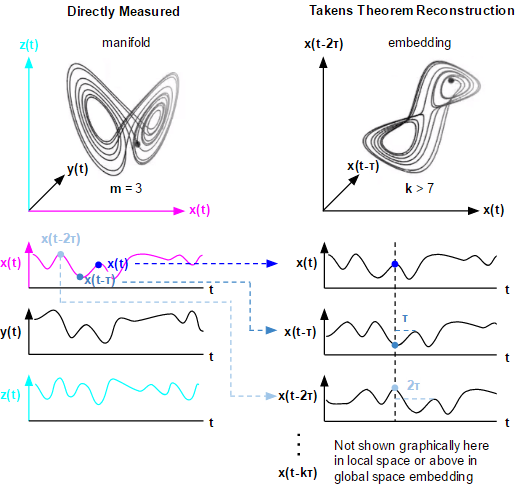 Directly Measured
Takens Theorem Reconstruction
z(t)
manifold
y(t)
m = 3
x(t)
x(t-2τ)
embedding
x(t-τ)
k > 7
x(t)
x(t-2τ)
x(t)
x(t)
x(t-τ)
t
x(t)
t
y(t)
t
x(t-τ)
τ
t
z(t)
t
x(t-2τ)
2τ
t
Not shown graphically here
in local space or above in
global space embedding
x(t-kτ)